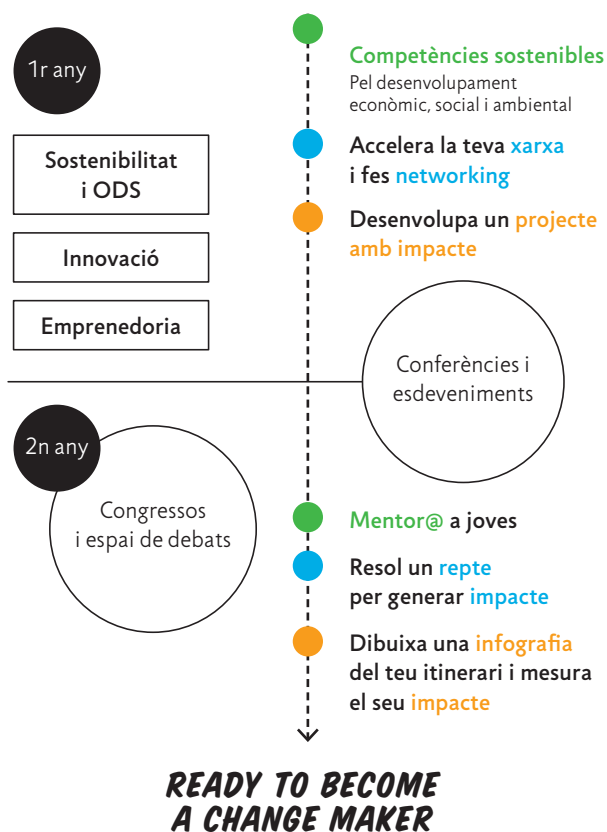 1r any
Competències sostenibles
Pel desenvolupament
econòmic, social i ambiental
Accelera la teva xarxa
i fes networking
Desenvolupa un projecte
amb impacte
Sostenibilitat
i ODS
Innovació
Emprenedoria
Conferències i
esdeveniments
2n any
Congressos
i espai de debats
Mentor@ a joves
Resol un repte
per generar impacte
Dibuixa una infografia
del teu itinerari i mesura
el seu impacte
READY TO BECOME
A CHANGE MAKER